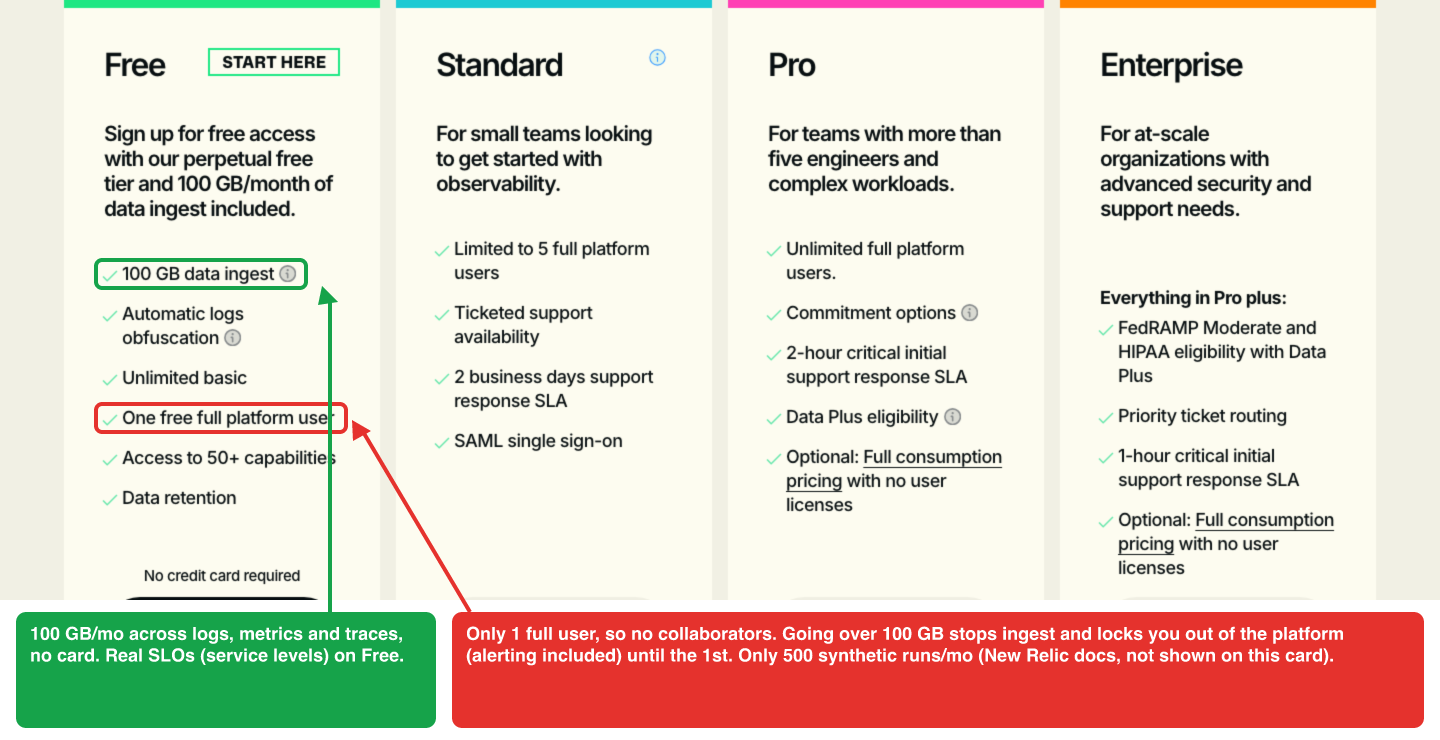 Free
START HERE
Sign up for free access
with our perpetual free
tier and 100 GB/month of
data ingest included.
100 GB data ingest
Automatic logs
obfuscation
Unlimited basic
One free full platform user
Access to 50+ capabilities
Data retention
No credit card required
Standard
For small teams looking
to get started with
observability.
Limited to 5 full platform
users
Ticketed support
availability
2 business days support
response SLA
SAML single sign-on
Pro
For teams with more than
five engineers and
complex workloads.
Unlimited full platform
users.
Commitment options
2-hour critical initial
support response SLA
Data Plus eligibility
Optional: Full consumption
pricing with no user
licenses
Enterprise
For at-scale
organizations with
advanced security and
support needs.
Everything in Pro plus:
FedRAMP Moderate and
HIPAA eligibility with Data
Plus
Priority ticket routing
1-hour critical initial
support response SLA
Optional: Full consumption
pricing with no user
licenses
100 GB/mo across logs, metrics and traces,
no card. Real SLOs (service levels) on Free.
Only 1 full user, so no collaborators. Going over 100 GB stops ingest and locks you out of the platform
(alerting included) until the 1st. Only 500 synthetic runs/mo (New Relic docs, not shown on this card).